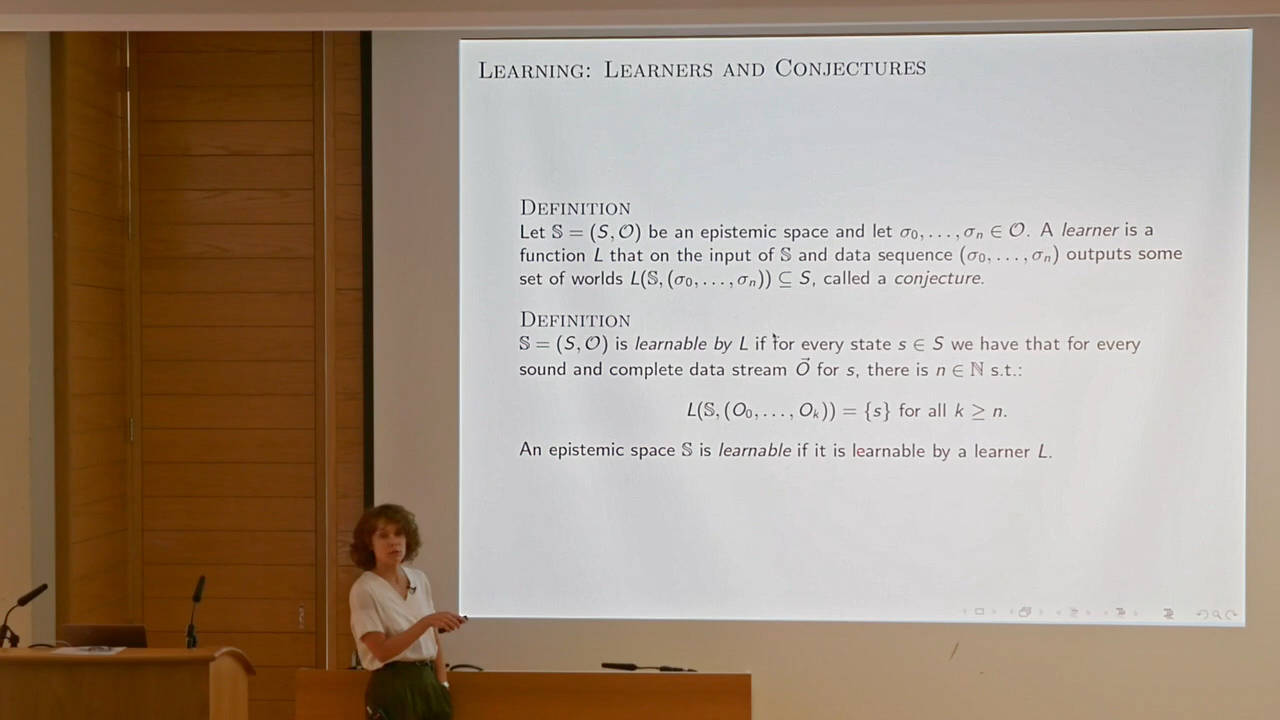 LEARNING: LEARNERS AND CONJECTURES
DEFINITION
Let 𝕊 = (S, 𝒪) be an epistemic space and let σ₀, . . . , σₙ ∈ 𝒪. A learner is a
function L that on the input of 𝕊 and data sequence (σ₀, . . . , σₙ) outputs some
set of worlds L(𝕊, (σ₀, . . . , σₙ)) ⊆ S, called a conjecture.
DEFINITION
𝕊 = (S, 𝒪) is learnable by L if for every state s ∈ S we have that for every
sound and complete data stream O⃗ for s, there is n ∈ ℕ s.t.:
L(𝕊, (O₀, . . . , Oₖ)) = {s} for all k ≥ n.
An epistemic space 𝕊 is learnable if it is learnable by a learner L.